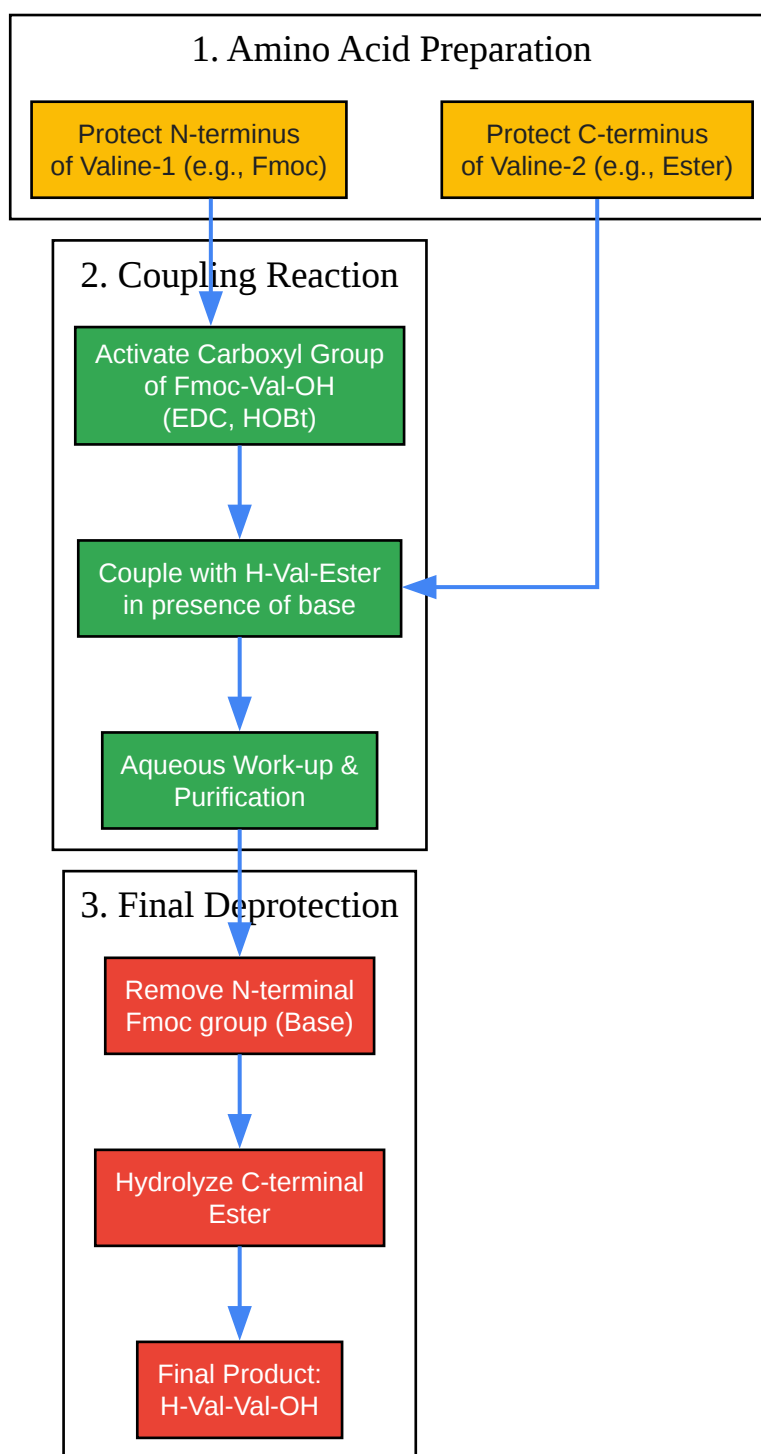 1. Amino Acid Preparation
Protect N-terminus
of Valine-1 (e.g., Fmoc)
Protect C-terminus
of Valine-2 (e.g., Ester)
2. Coupling Reaction
Activate Carboxyl Group
of Fmoc-Val-OH
(EDC, HOBt)
Couple with H-Val-Ester
in presence of base
Aqueous Work-up &
Purification
3. Final Deprotection
Remove N-terminal
Fmoc group (Base)
Hydrolyze C-terminal
Ester
Final Product:
H-Val-Val-OH